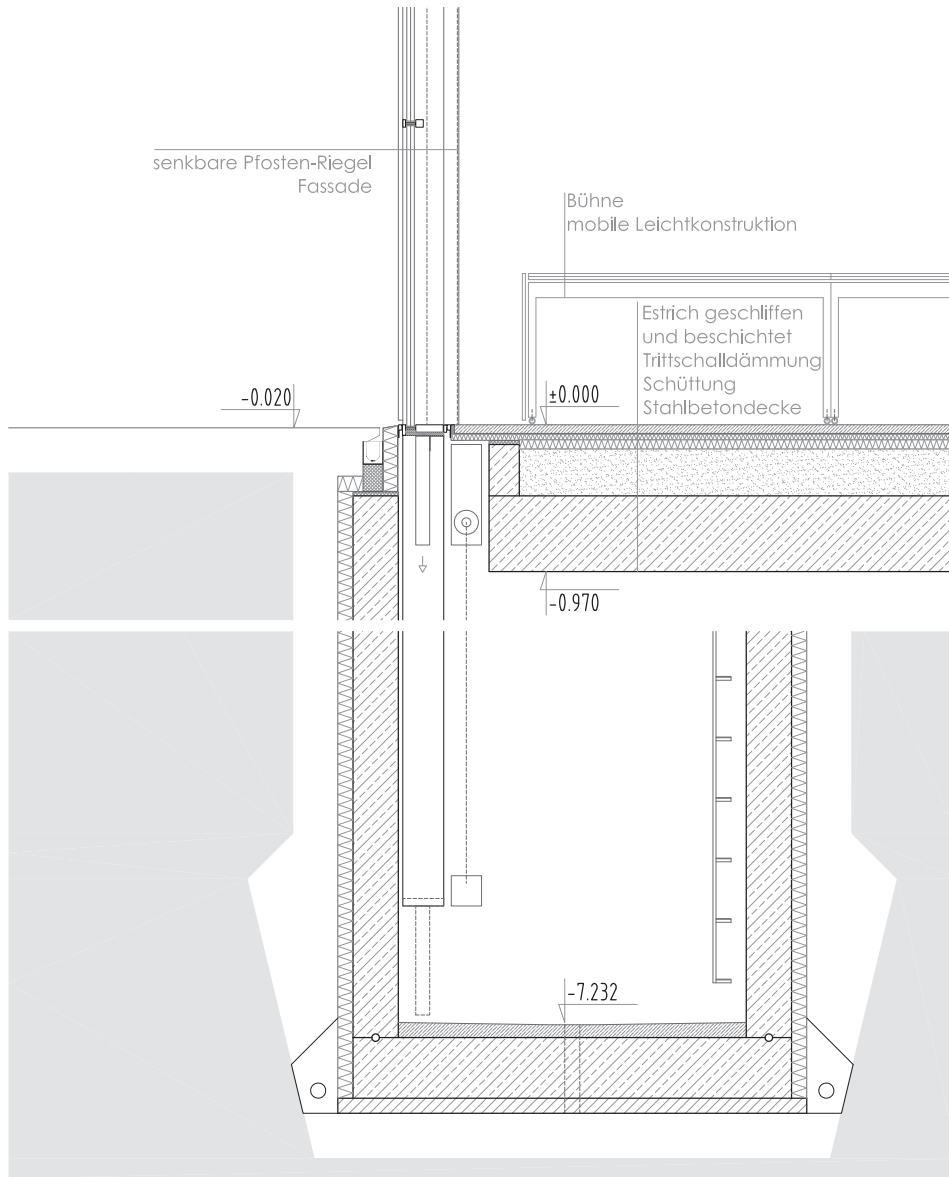 senkbare Pfosten-Riegel
Fassade
Bühne
mobile Leichtkonstruktion
Estrich geschliffen
und beschichtet
Trittschalldämmung
Schüttung
Stahlbetondecke
-0.020
±0.000
-0.970
-7.232